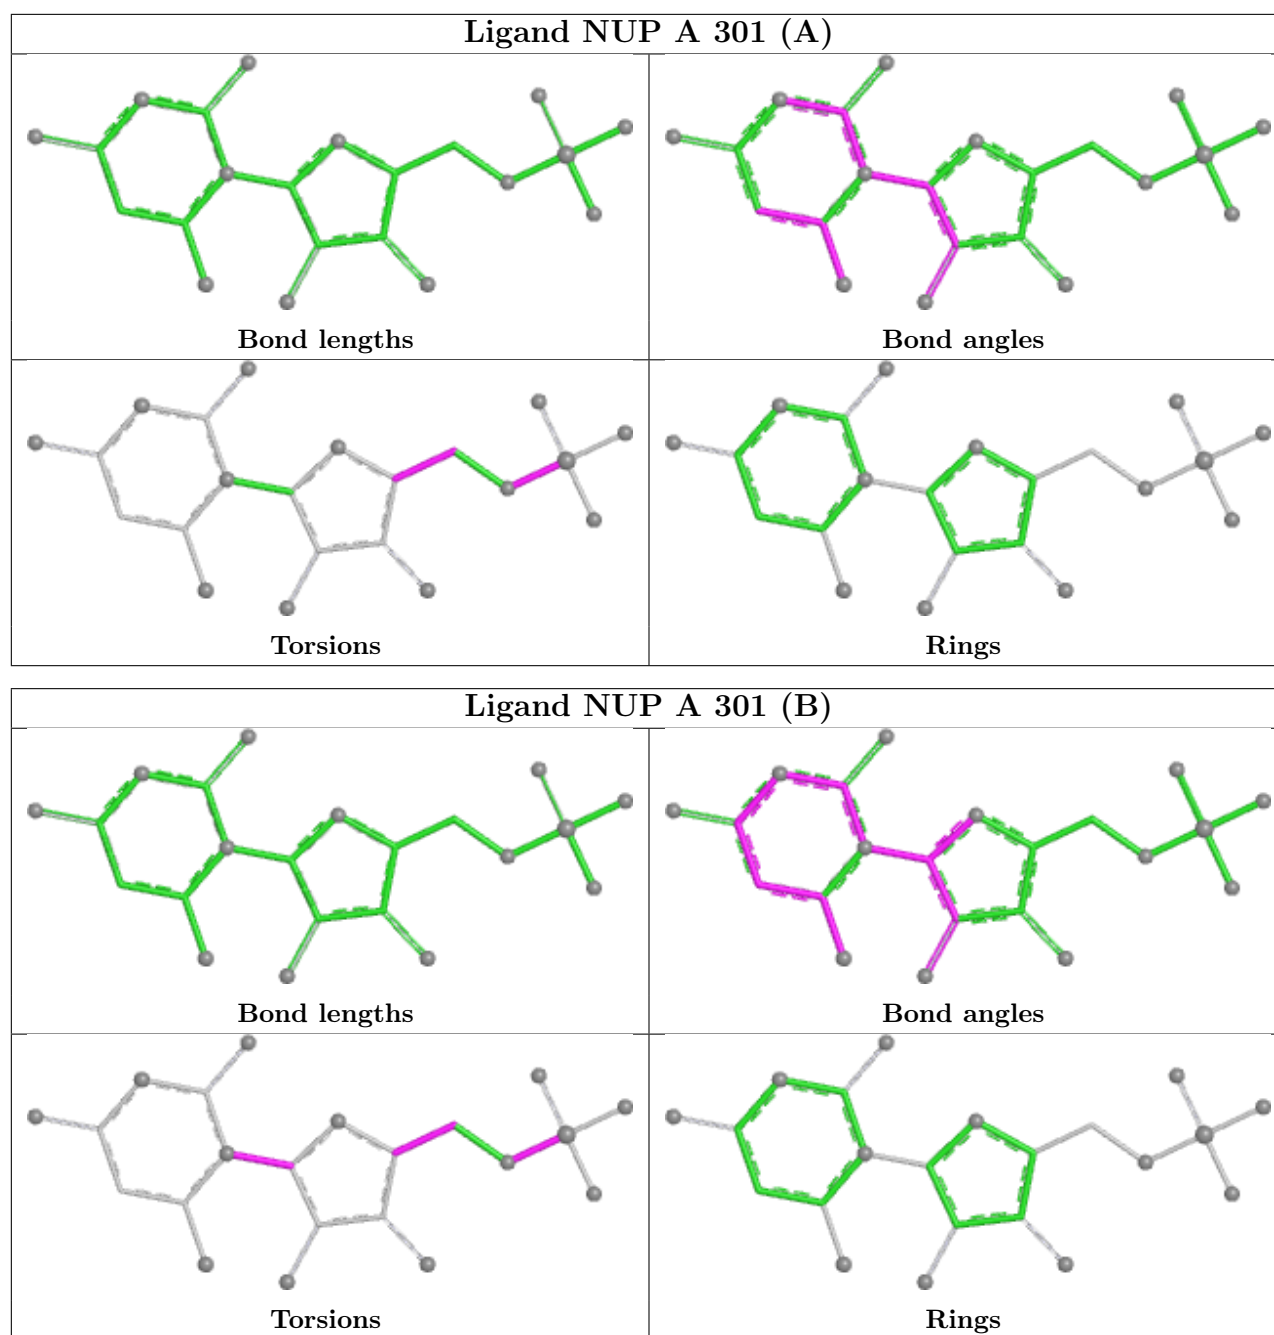 Ligand NUP A 301 (A)
Bond lengths
Bond angles
Torsions
Rings
Ligand NUP A 301 (B)
Bond lengths
Bond angles
Torsions
Rings